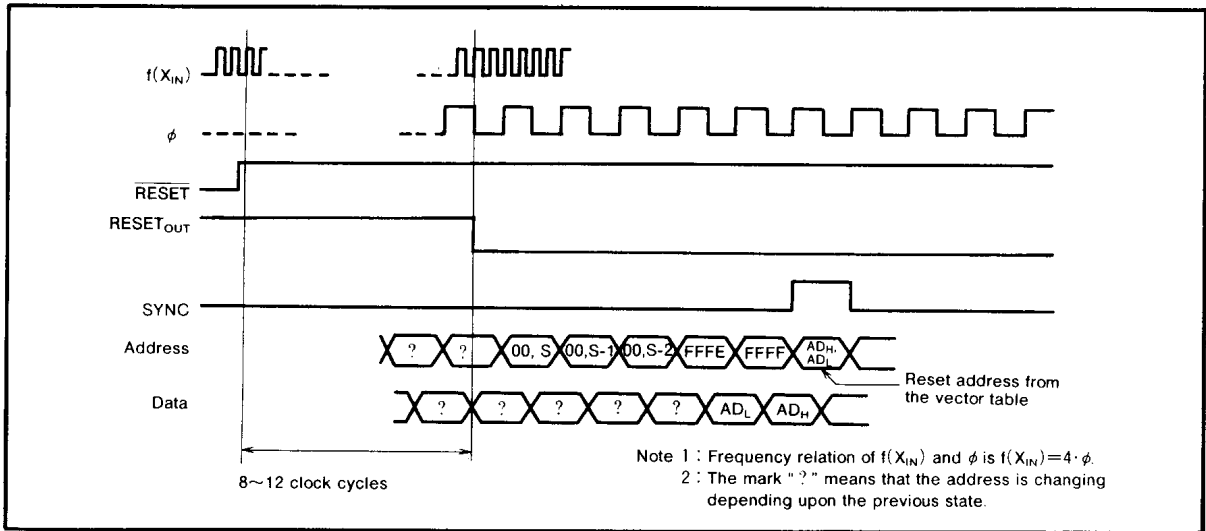 f(XIN)
φ
RESET
RESETOUT
SYNC
Address
? ? 00, S 00,S-1 00,S-2 FFFE FFFF ADH, ADL
Reset address from
the vector table
Data
? ? ? ? ? ADL ADH
8~12 clock cycles
Note 1 : Frequency relation of f(XIN) and φ is f(XIN)=4·φ.
2 : The mark "?" means that the address is changing
depending upon the previous state.